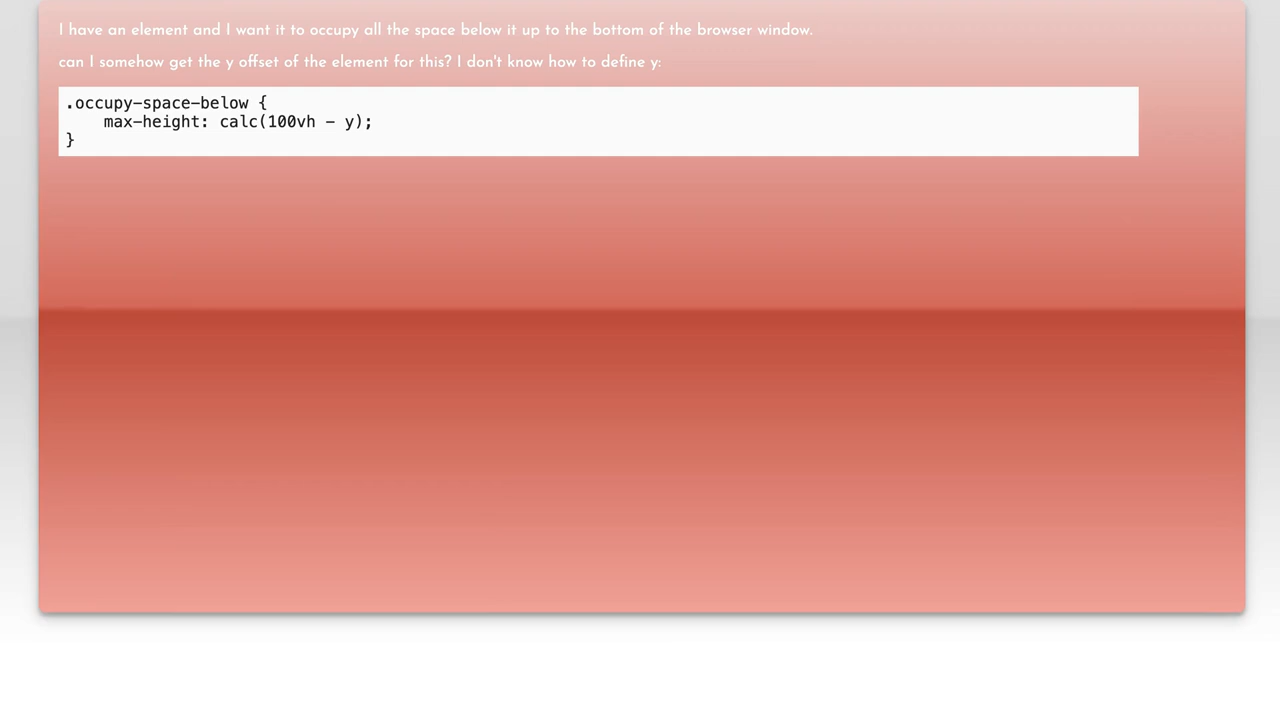 I have an element and I want it to occupy all the space below it up to the bottom of the browser window.
can I somehow get the y offset of the element for this? I don't know how to define y:
.occupy-space-below {
    max-height: calc(100vh - y);
}